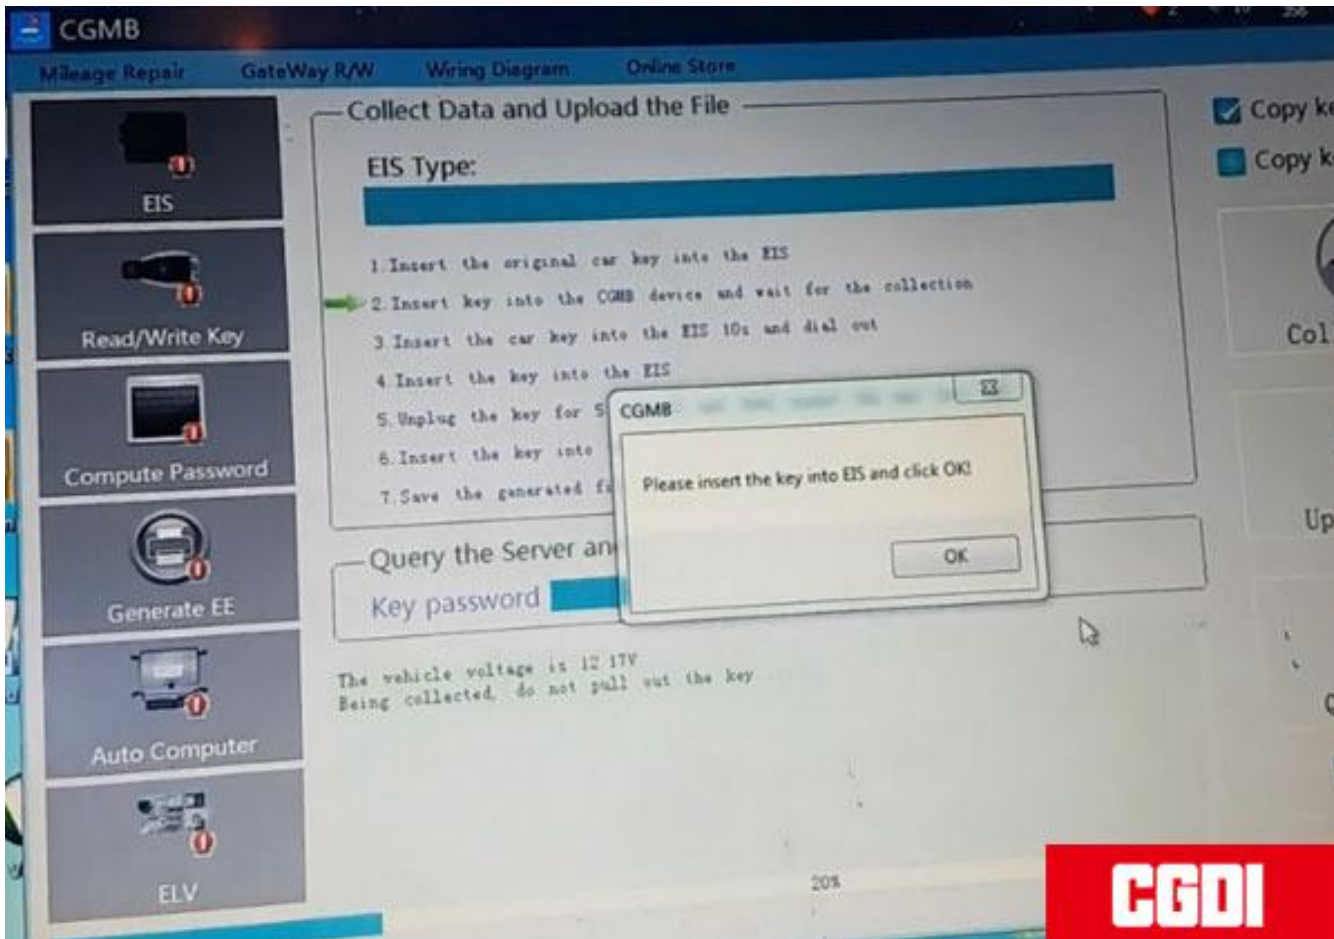 CGMB
Mileage Repair GateWay R/W Wiring Diagram Online Store
EIS
Read/Write Key
Compute Password
Generate EE
Auto Computer
ELV
Collect Data and Upload the File
EIS Type:
1.Insert the original car key into the EIS
2.Insert key into the CGMB device and wait for the collection
3.Insert the car key into the EIS 10s and dial out
4.Insert the key into the EIS
5.Unplug the key for
6.Insert the key into
7.Save the generated
CGMB
Please insert the key into EIS and click OK!
OK
Query the Server
Key password
The vehicle voltage is 12.17V
Being collected, do not pull out the key
20%
Copy
Copy
CGDI